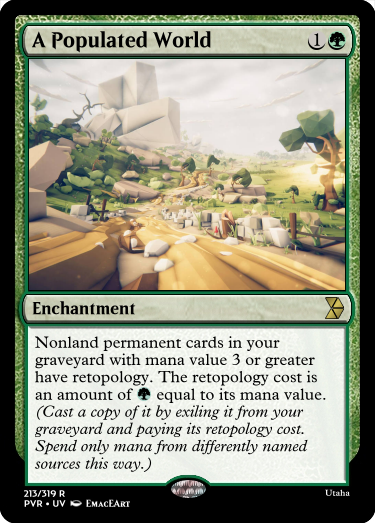 A Populated World 1
Enchantment
Nonland permanent cards in your
graveyard with mana value 3 or greater
have retopology. The retopology cost is
an amount of equal to its mana value.
(Cast a copy of it by exiling it from your
graveyard and paying its retopology cost.
Spend only mana from differently named
sources this way.)
213/319 R
PVR • UV EmacEArt
Utaha